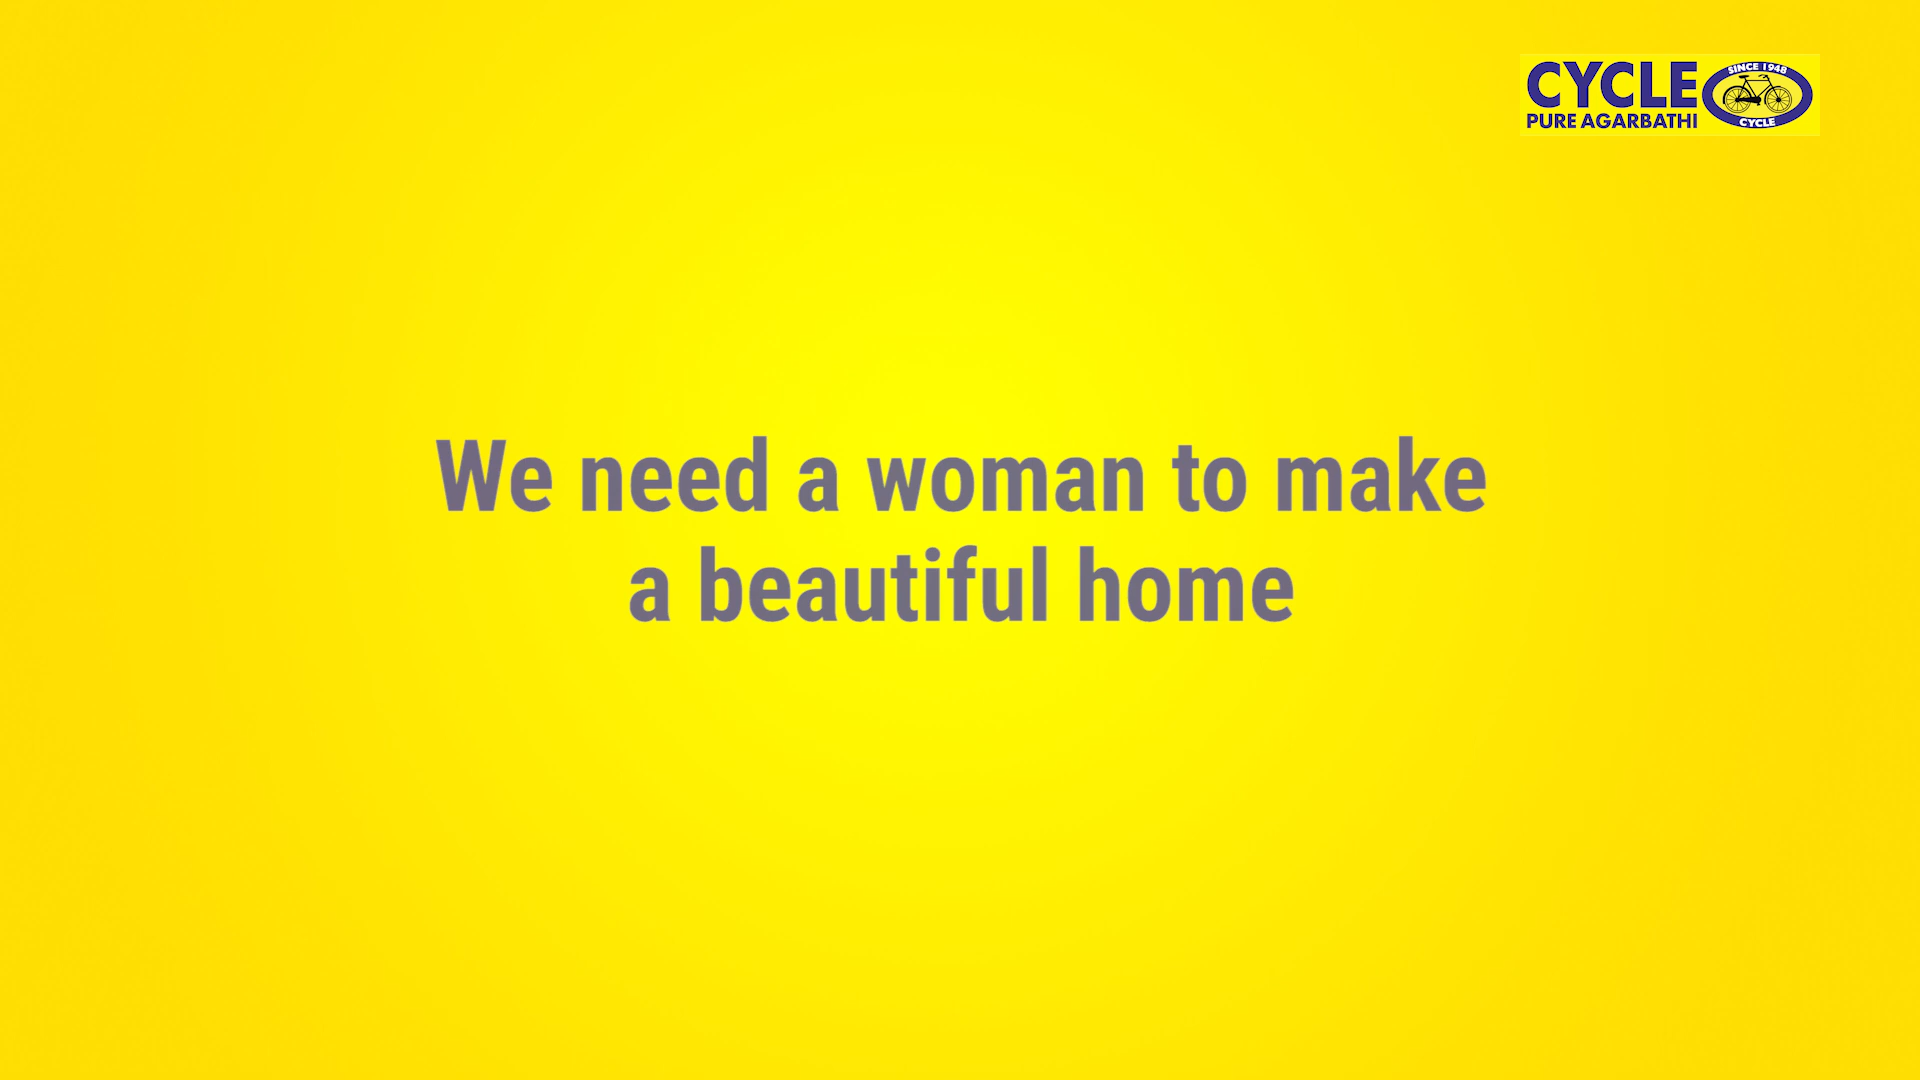 CYCLE
PURE AGARBATHI
SINCE 1948
CYCLE
We need a woman to make
a beautiful home